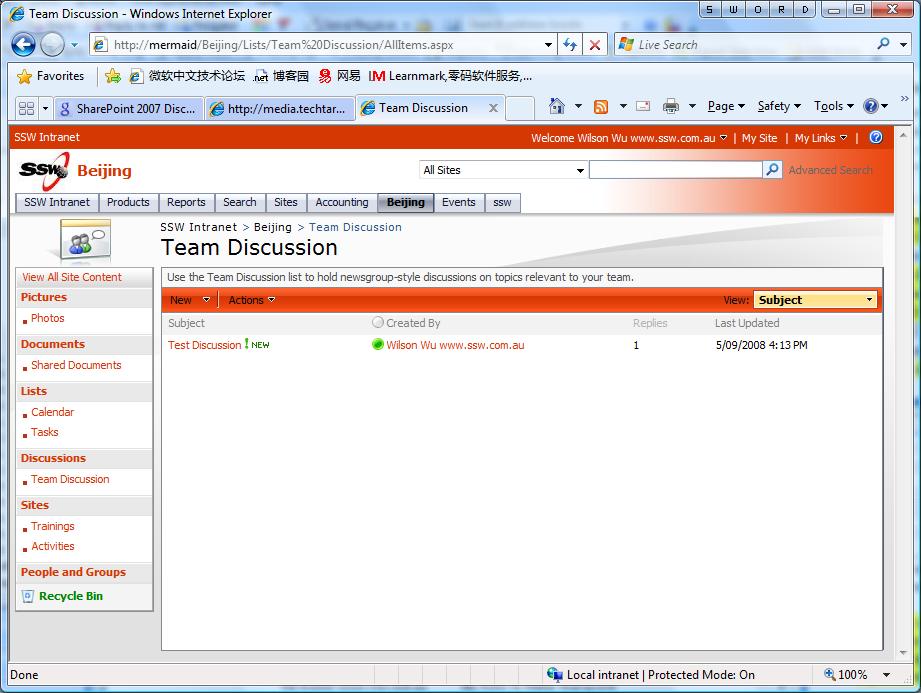 Team Discussion - Windows Internet Explorer
S W O R D
http://mermaid/Beijing/Lists/Team%20Discussion/AllItems.aspx
Live Search
Favorites
微软中文技术论坛
.net 博客园
网易
IM Learnmark,零码软件服务,...
g SharePoint 2007 Disc...
http://media.techtar...
Team Discussion
Page
Safety
Tools
SSW Intranet
Welcome Wilson Wu www.ssw.com.au | My Site | My Links |
SSW Beijing
All Sites
Advanced Search
SSW Intranet Products Reports Search Sites Accounting Beijing Events ssw
SSW Intranet > Beijing > Team Discussion
Team Discussion
View All Site Content
Pictures
Photos
Documents
Shared Documents
Lists
Calendar
Tasks
Discussions
Team Discussion
Sites
Trainings
Activities
People and Groups
Recycle Bin
Use the Team Discussion list to hold newsgroup-style discussions on topics relevant to your team.
New Actions View: Subject
Subject Created By Replies Last Updated
Test Discussion ! NEW Wilson Wu www.ssw.com.au 1 5/09/2008 4:13 PM
Done
Local intranet | Protected Mode: On
100%